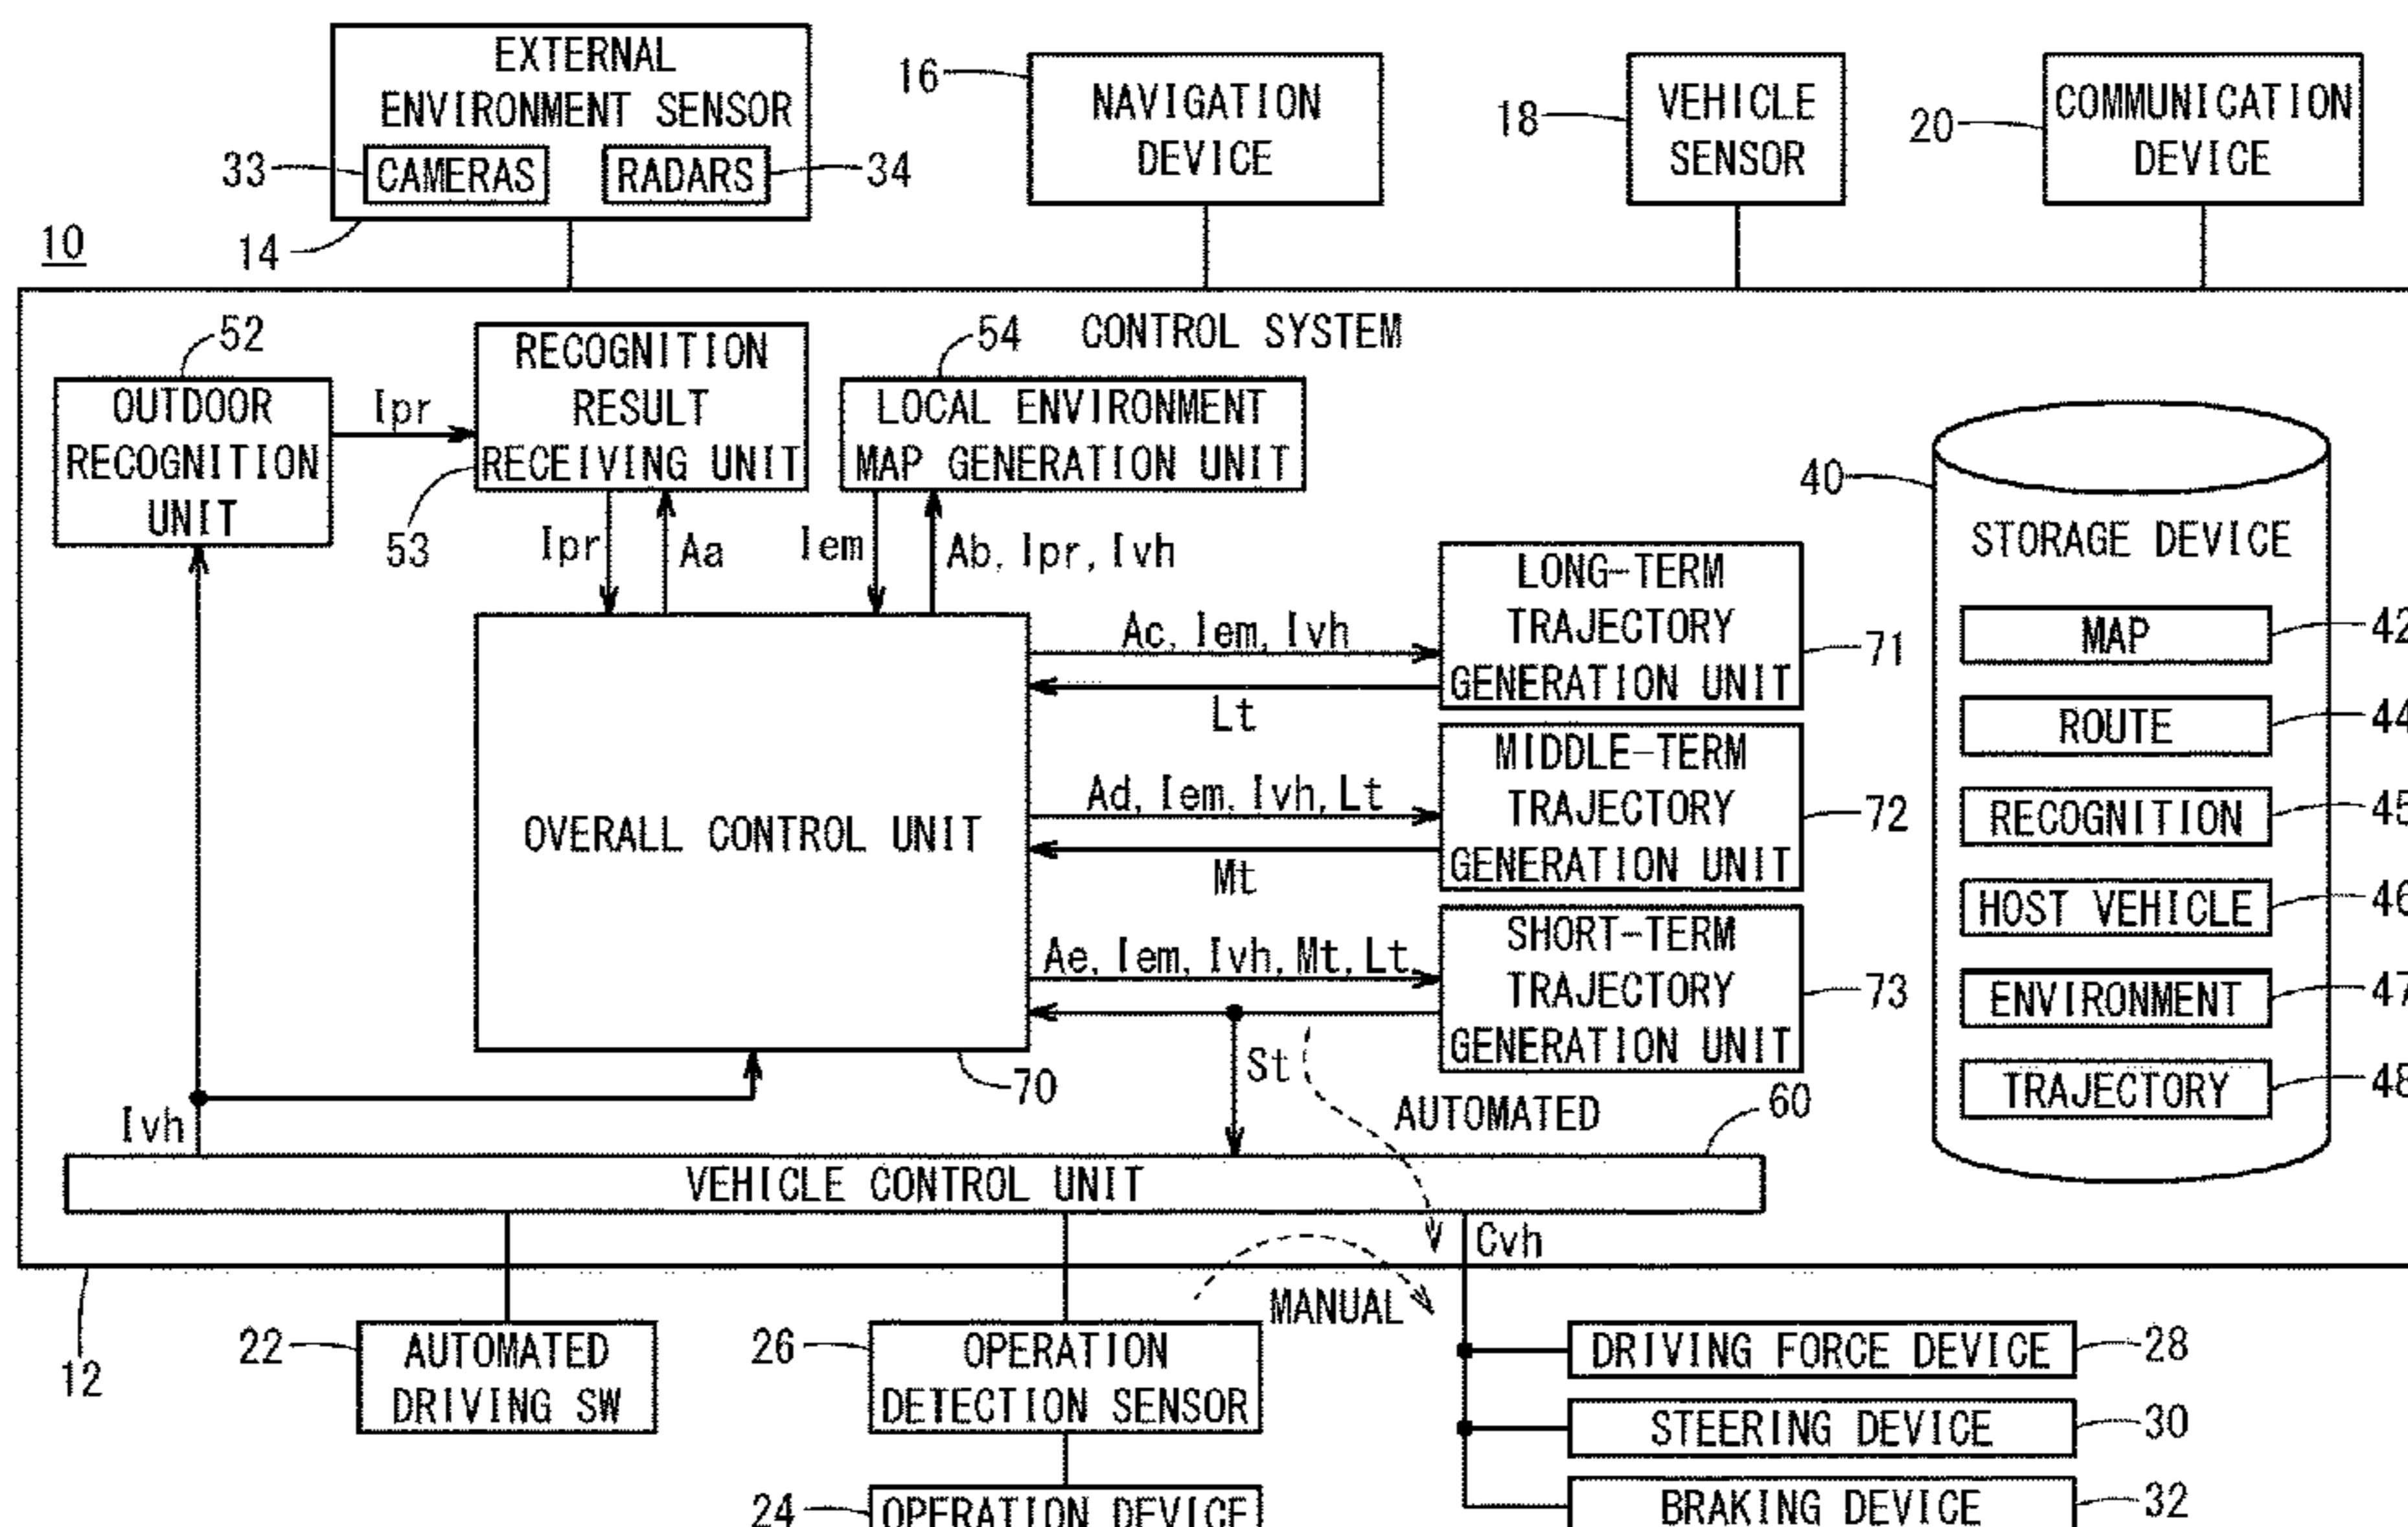 EXTERNAL
ENVIRONMENT SENSOR
33
CAMERAS
RADARS
34
14
16
NAVIGATION
DEVICE
18
VEHICLE
SENSOR
20
COMMUNICATION
DEVICE
10
CONTROL SYSTEM
52
OUTDOOR
RECOGNITION
UNIT
Ipr
RECOGNITION
RESULT
RECEIVING UNIT
53
54
LOCAL ENVIRONMENT
MAP GENERATION UNIT
Ipr
Aa
Iem
Ab, Ipr, Ivh
OVERALL CONTROL UNIT
70
Ac, Iem, Ivh
Lt
LONG-TERM
TRAJECTORY
GENERATION UNIT
71
Ad, Iem, Ivh, Lt
Mt
MIDDLE-TERM
TRAJECTORY
GENERATION UNIT
72
Ae, Iem, Ivh, Mt, Lt
St
SHORT-TERM
TRAJECTORY
GENERATION UNIT
73
40
STORAGE DEVICE
MAP
42
ROUTE
44
RECOGNITION
45
HOST VEHICLE
46
ENVIRONMENT
47
TRAJECTORY
48
Ivh
AUTOMATED
60
VEHICLE CONTROL UNIT
Cvh
MANUAL
12
22
AUTOMATED
DRIVING SW
26
OPERATION
DETECTION SENSOR
24
OPERATION DEVICE
DRIVING FORCE DEVICE
28
STEERING DEVICE
30
BRAKING DEVICE
32